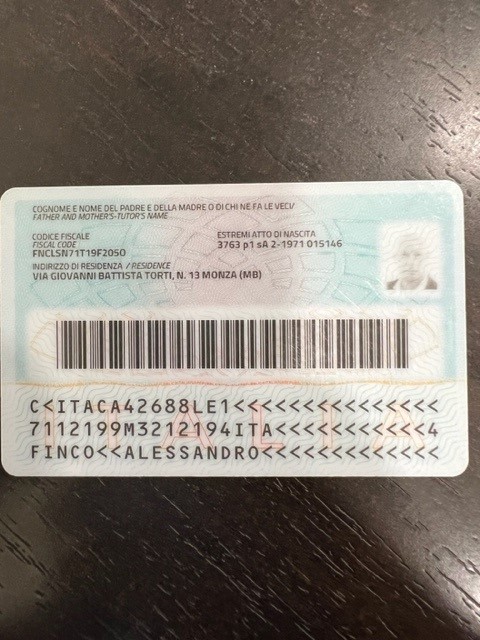 COGNOME E NOME DEL PADRE E DELLA MADRE O DI CHI NE FA LE VECI/
FATHER AND MOTHER'S-TUTOR'S NAME
CODICE FISCALE
FISCAL CODE
FNCLSN71T19F205O
ESTREMI ATTO DI NASCITA
3763 p1 sA 2-1971 015146
INDIRIZZO DI RESIDENZA / RESIDENCE
VIA GIOVANNI BATTISTA TORTI, N. 13 MONZA (MB)
C<ITACA42688LE1<<<<<<<<<<<<<<<
7112199M3212194ITA<<<<<<<<<<<4
FINCO<<ALESSANDRO<<<<<<<<<<<<<
ITALIA